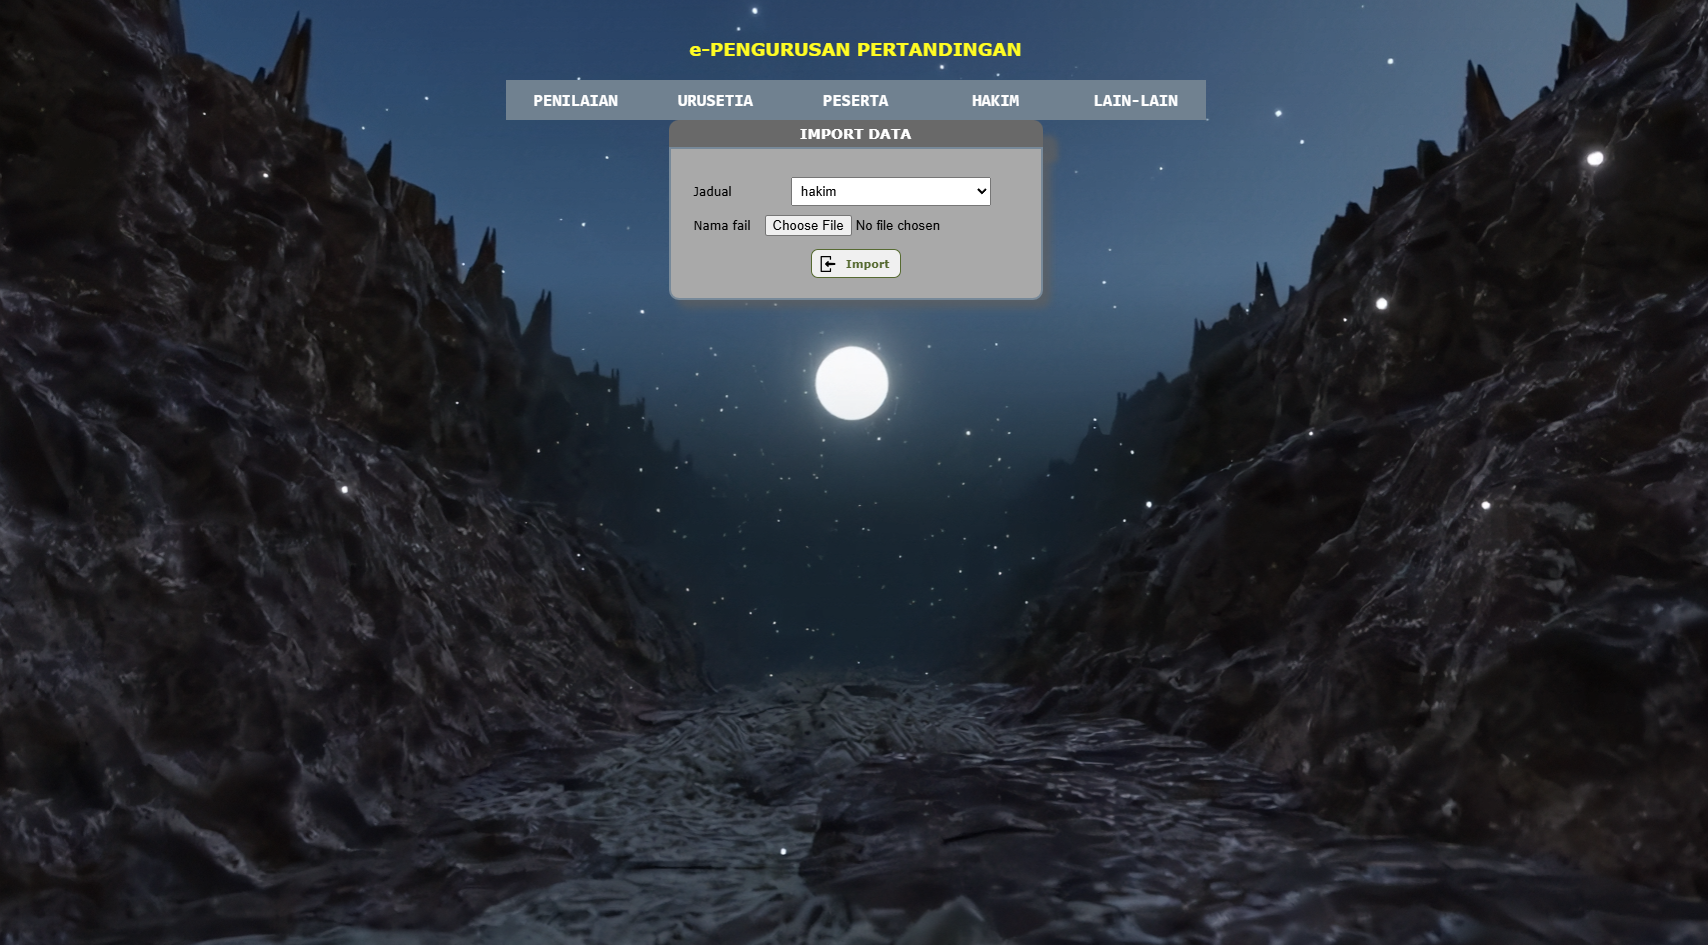 e-PENGURUSAN PERTANDINGAN
PENILAIAN URUSETIA PESERTA HAKIM LAIN-LAIN
IMPORT DATA
Jadual hakim
Nama fail Choose File No file chosen
Import